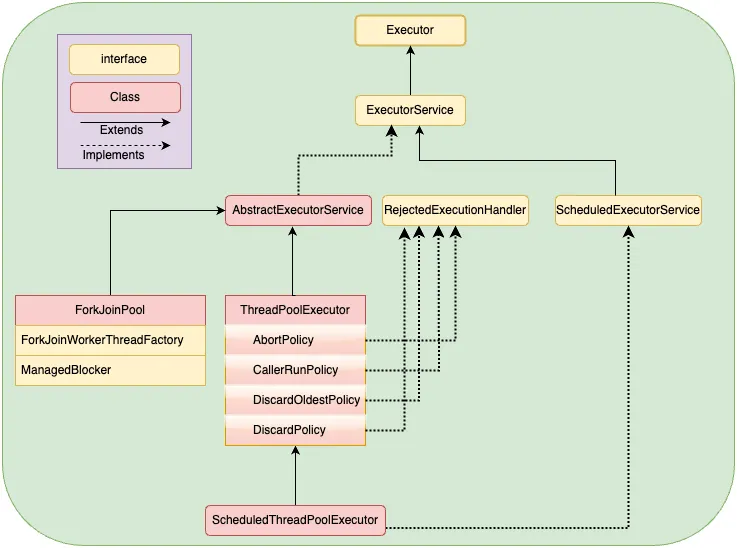 Executor
interface
Class
Extends
Implements
ExecutorService
AbstractExecutorService
RejectedExecutionHandler
ScheduledExecutorService
ForkJoinPool
ForkJoinWorkerThreadFactory
ManagedBlocker
ThreadPoolExecutor
AbortPolicy
CallerRunPolicy
DiscardOldestPolicy
DiscardPolicy
ScheduledThreadPoolExecutor